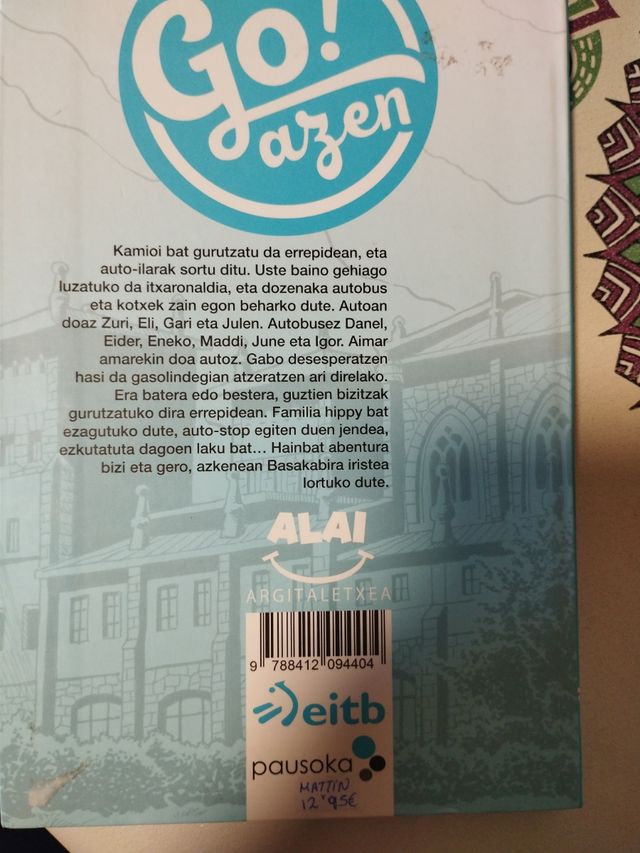 Go!
azen
Kamioi bat gurutzatu da errepidean, eta
auto-ilarak sortu ditu. Uste baino gehiago
luzatuko da itxaronaldia, eta dozenaka autobus
eta kotxek zain egon beharko dute. Autoan
doaz Zuri, Eli, Gari eta Julen. Autobusez Danel,
Eider, Eneko, Maddi, June eta Igor. Aimar
amarekin doa autoz. Gabo desesperatzen
hasi da gasolindegian atzeratzen ari direlako.
Era batera edo bestera, guztien bizitzak
gurutzatuko dira errepidean. Familia hippy bat
ezagutuko dute, auto-stop egiten duen jendea,
ezkutatuta dagoen laku bat... Hainbat abentura
bizi eta gero, azkenean Basakabira iristea
lortuko dute.
ALAI
ARGITALETXEA
9 788412 094404
eitb
pausoka
MATTIN
12'95€